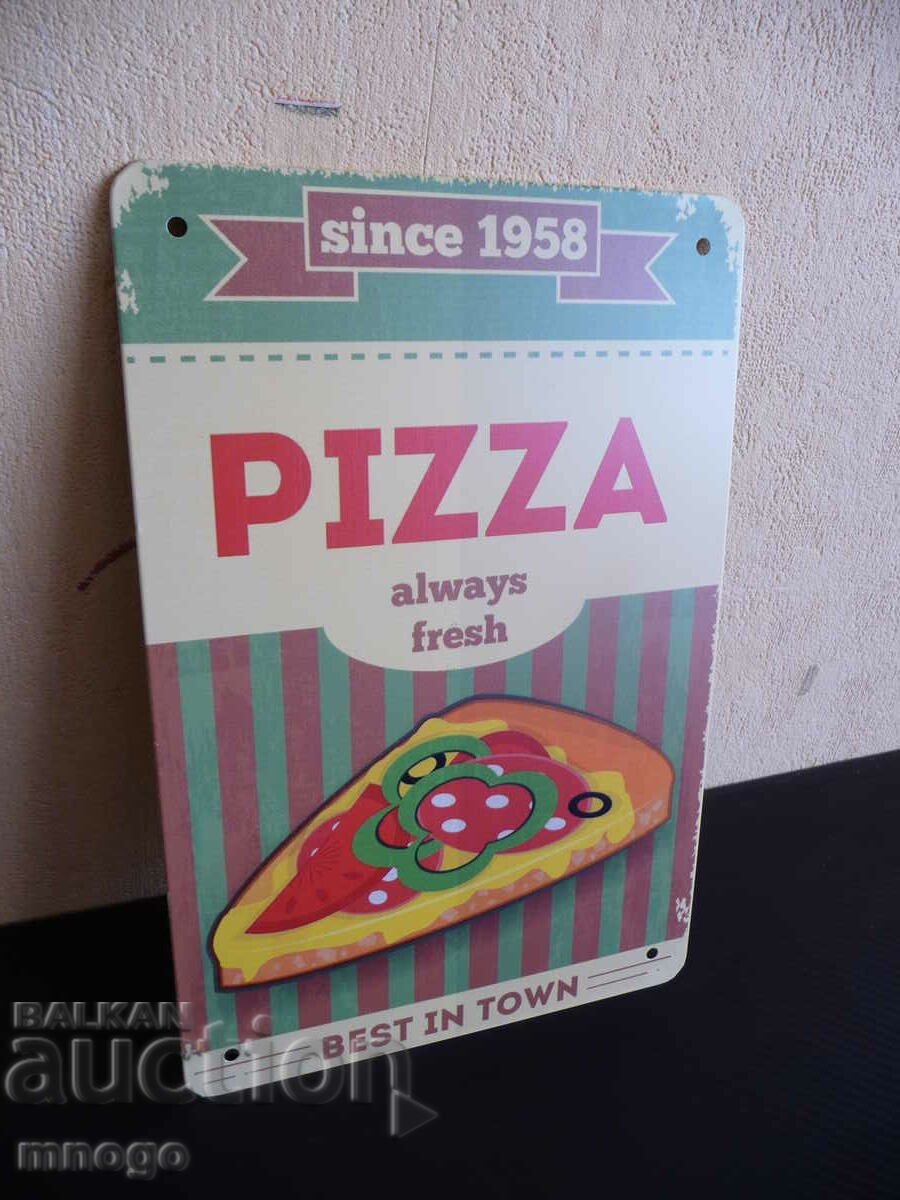 since 1958
PIZZA
always
fresh
BEST IN TOWN
BALKAN
auction
mnogo